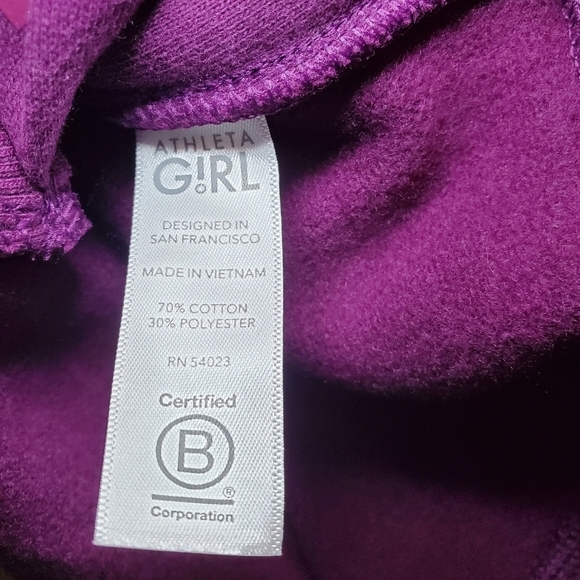 ATHLETA
G!RL
DESIGNED IN
SAN FRANCISCO
MADE IN VIETNAM
70% COTTON
30% POLYESTER
RN 54023
Certified
B
®
Corporation